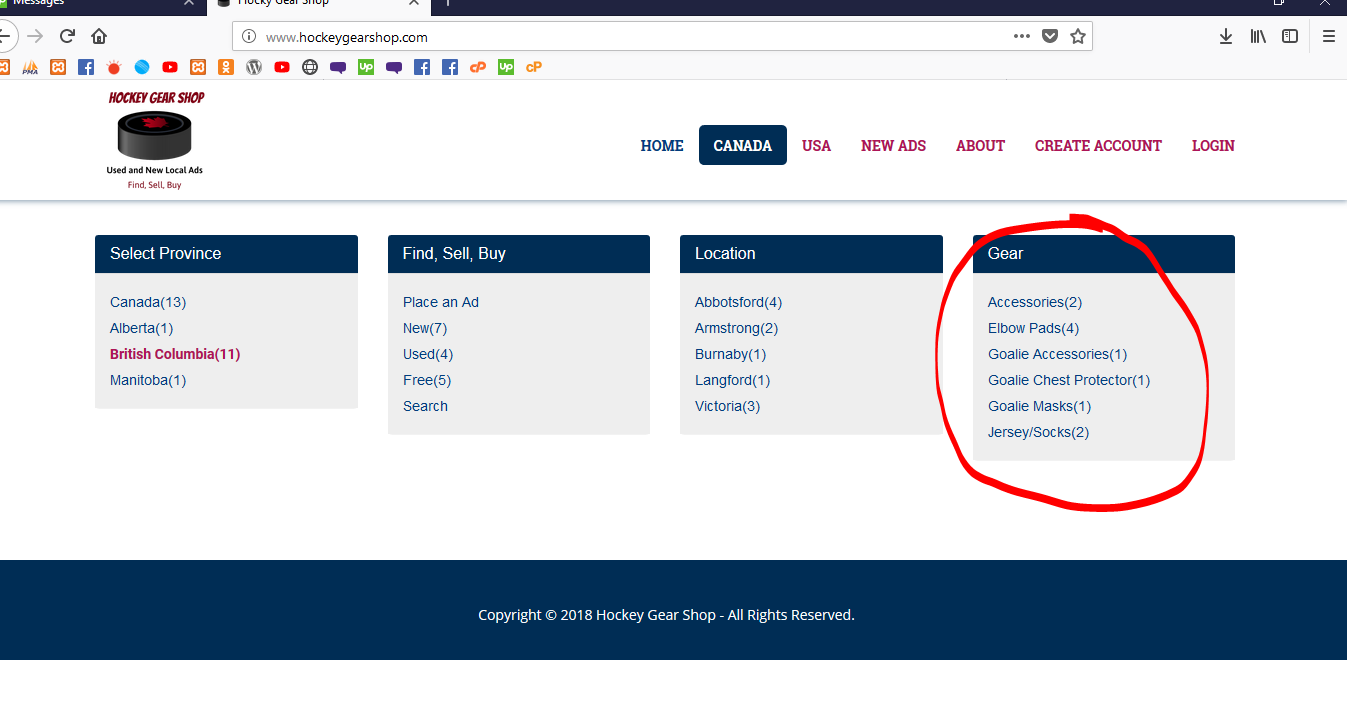 Messages
Hocky Gear Shop
www.hockeygearshop.com
PMA
Up
Up
cP
HOCKEY GEAR SHOP
Used and New Local Ads
Find, Sell, Buy
HOME
CANADA
USA
NEW ADS
ABOUT
CREATE ACCOUNT
LOGIN
Select Province
Canada(13)
Alberta(1)
British Columbia(11)
Manitoba(1)
Find, Sell, Buy
Place an Ad
New(7)
Used(4)
Free(5)
Search
Location
Abbotsford(4)
Armstrong(2)
Burnaby(1)
Langford(1)
Victoria(3)
Gear
Accessories(2)
Elbow Pads(4)
Goalie Accessories(1)
Goalie Chest Protector(1)
Goalie Masks(1)
Jersey/Socks(2)
Copyright © 2018 Hockey Gear Shop - All Rights Reserved.